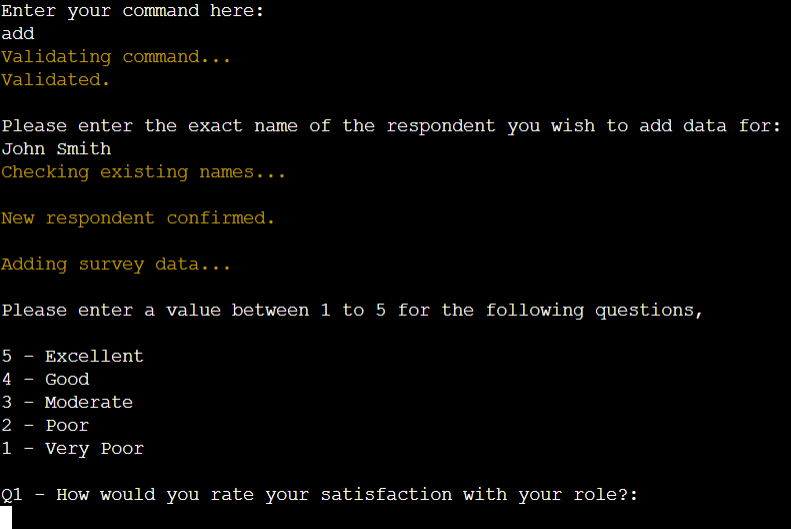 Enter your command here:
add
Validating command...
Validated.
Please enter the exact name of the respondent you wish to add data for:
John Smith
Checking existing names...
New respondent confirmed.
Adding survey data...
Please enter a value between 1 to 5 for the following questions,
5 - Excellent
4 - Good
3 - Moderate
2 - Poor
1 - Very Poor
Q1 - How would you rate your satisfaction with your role?: